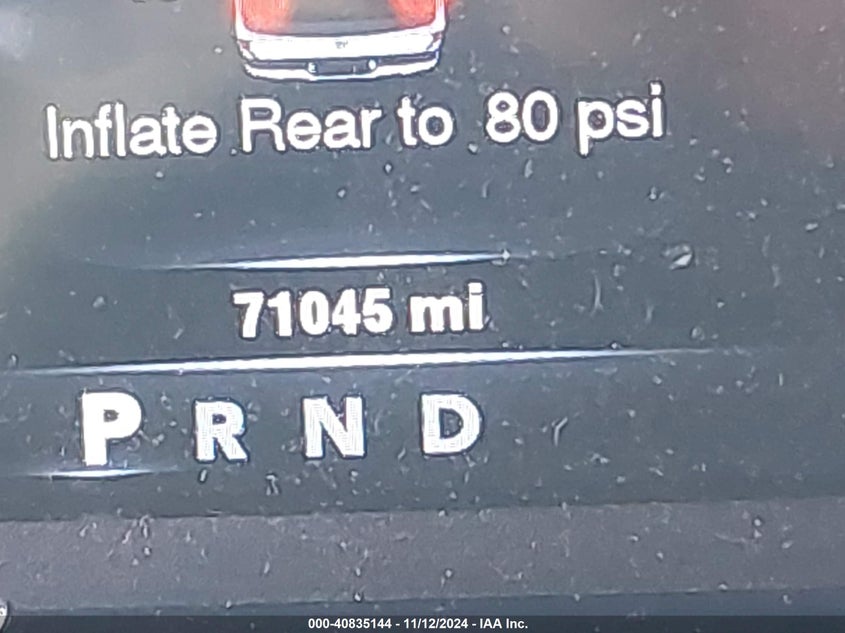 Inflate Rear to 80 psi
71045 mi
P R N D
000-40835144 - 11/12/2024 - IAA Inc.